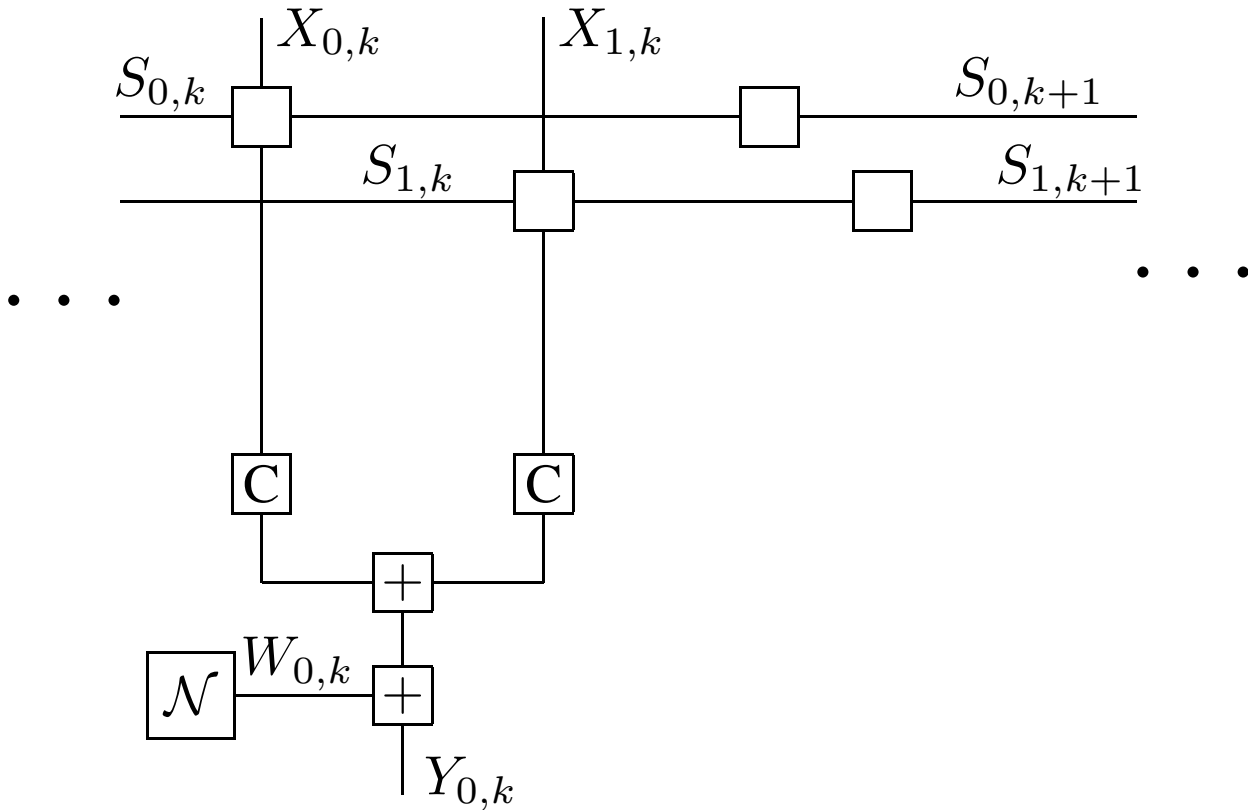 X_{0,k} X_{1,k}
S_{0,k} S_{0,k+1}
S_{1,k} S_{1,k+1}
. . . . . .
C C
+
W_{0,k}
𝒩 +
Y_{0,k}